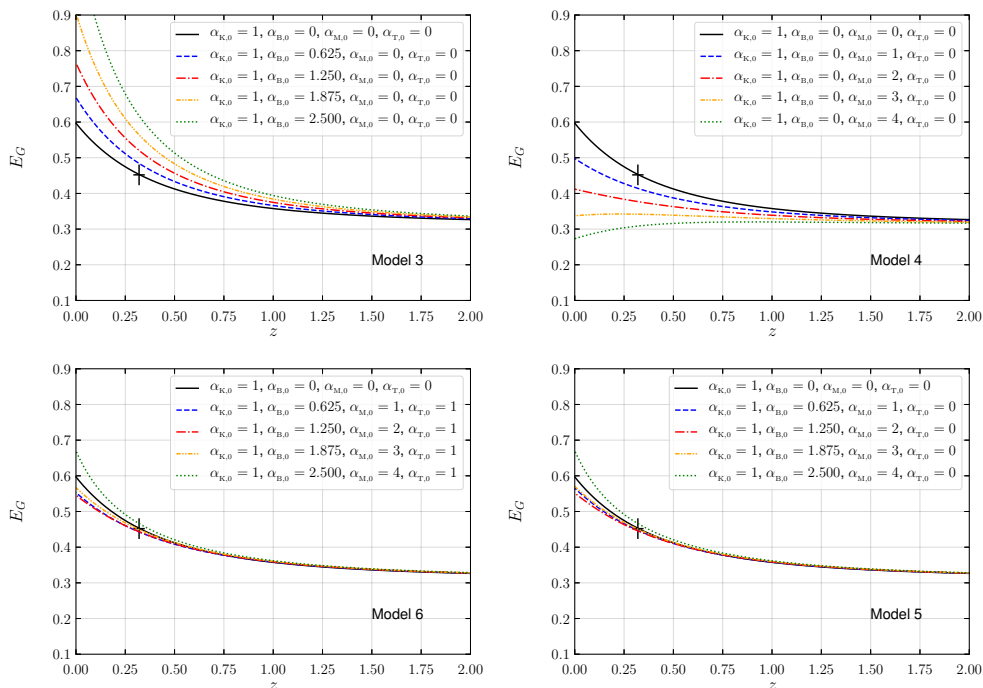 0.9
0.8
0.7
0.6
0.5
0.4
0.3
0.2
0.1
E_G
α_K,0 = 1, α_B,0 = 0, α_M,0 = 0, α_T,0 = 0
α_K,0 = 1, α_B,0 = 0.625, α_M,0 = 0, α_T,0 = 0
α_K,0 = 1, α_B,0 = 1.250, α_M,0 = 0, α_T,0 = 0
α_K,0 = 1, α_B,0 = 1.875, α_M,0 = 0, α_T,0 = 0
α_K,0 = 1, α_B,0 = 2.500, α_M,0 = 0, α_T,0 = 0
Model 3
0.00 0.25 0.50 0.75 1.00 1.25 1.50 1.75 2.00
z
0.9
0.8
0.7
0.6
0.5
0.4
0.3
0.2
0.1
E_G
α_K,0 = 1, α_B,0 = 0, α_M,0 = 0, α_T,0 = 0
α_K,0 = 1, α_B,0 = 0, α_M,0 = 1, α_T,0 = 0
α_K,0 = 1, α_B,0 = 0, α_M,0 = 2, α_T,0 = 0
α_K,0 = 1, α_B,0 = 0, α_M,0 = 3, α_T,0 = 0
α_K,0 = 1, α_B,0 = 0, α_M,0 = 4, α_T,0 = 0
Model 4
0.00 0.25 0.50 0.75 1.00 1.25 1.50 1.75 2.00
z
0.9
0.8
0.7
0.6
0.5
0.4
0.3
0.2
0.1
E_G
α_K,0 = 1, α_B,0 = 0, α_M,0 = 0, α_T,0 = 0
α_K,0 = 1, α_B,0 = 0.625, α_M,0 = 1, α_T,0 = 1
α_K,0 = 1, α_B,0 = 1.250, α_M,0 = 2, α_T,0 = 1
α_K,0 = 1, α_B,0 = 1.875, α_M,0 = 3, α_T,0 = 1
α_K,0 = 1, α_B,0 = 2.500, α_M,0 = 4, α_T,0 = 1
Model 6
0.00 0.25 0.50 0.75 1.00 1.25 1.50 1.75 2.00
z
0.9
0.8
0.7
0.6
0.5
0.4
0.3
0.2
0.1
E_G
α_K,0 = 1, α_B,0 = 0, α_M,0 = 0, α_T,0 = 0
α_K,0 = 1, α_B,0 = 0.625, α_M,0 = 1, α_T,0 = 0
α_K,0 = 1, α_B,0 = 1.250, α_M,0 = 2, α_T,0 = 0
α_K,0 = 1, α_B,0 = 1.875, α_M,0 = 3, α_T,0 = 0
α_K,0 = 1, α_B,0 = 2.500, α_M,0 = 4, α_T,0 = 0
Model 5
0.00 0.25 0.50 0.75 1.00 1.25 1.50 1.75 2.00
z